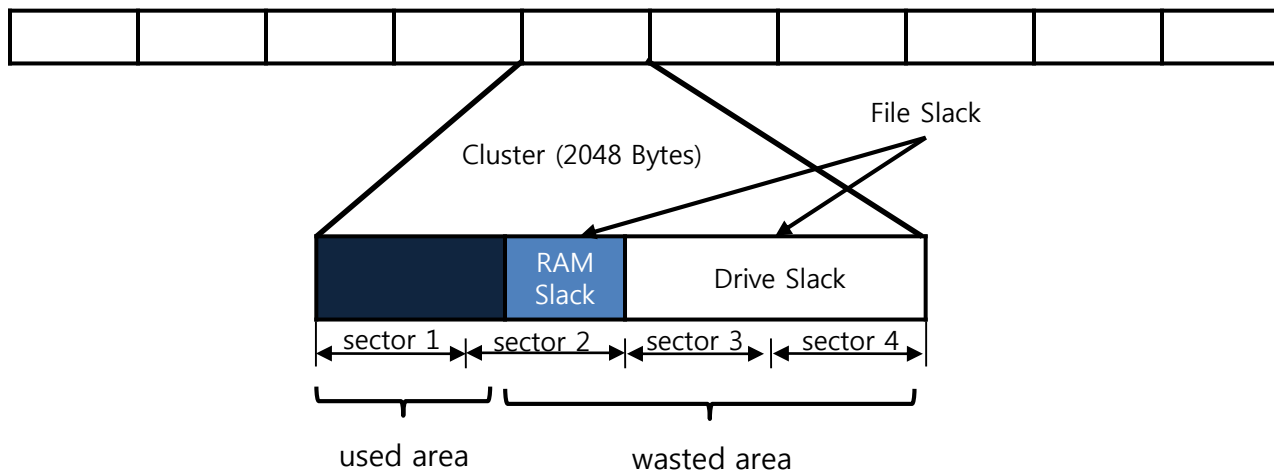 File Slack
Cluster (2048 Bytes)
RAM
Slack
Drive Slack
sector 1
sector 2
sector 3
sector 4
used area
wasted area